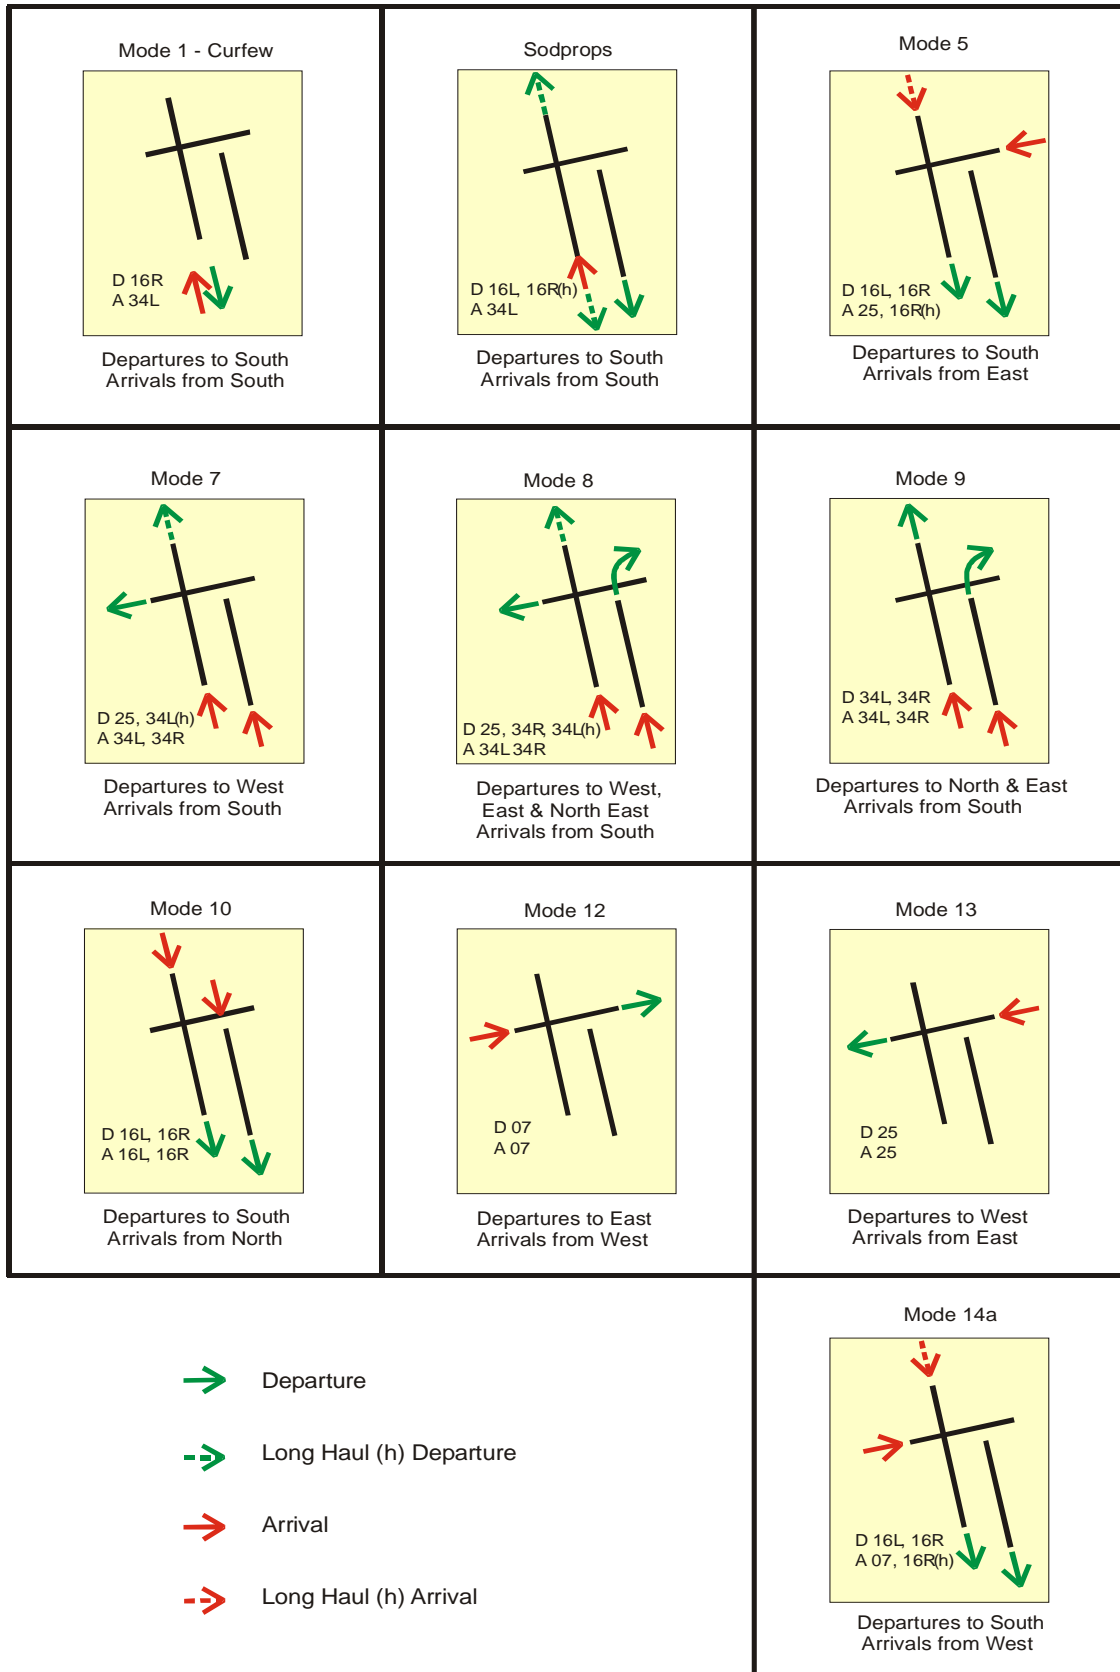 Mode 1 - Curfew
D 16R
A 34L
Departures to South
Arrivals from South
Sodprops
D 16L, 16R(h)
A 34L
Departures to South
Arrivals from South
Mode 5
D 16L, 16R
A 25, 16R(h)
Departures to South
Arrivals from East
Mode 7
D 25, 34L(h)
A 34L, 34R
Departures to West
Arrivals from South
Mode 8
D 25, 34R, 34L(h)
A 34L 34R
Departures to West,
East & North East
Arrivals from South
Mode 9
D 34L, 34R
A 34L, 34R
Departures to North & East
Arrivals from South
Mode 10
D 16L, 16R
A 16L, 16R
Departures to South
Arrivals from North
Mode 12
D 07
A 07
Departures to East
Arrivals from West
Mode 13
D 25
A 25
Departures to West
Arrivals from East
Departure
Long Haul (h) Departure
Arrival
Long Haul (h) Arrival
Mode 14a
D 16L, 16R
A 07, 16R(h)
Departures to South
Arrivals from West